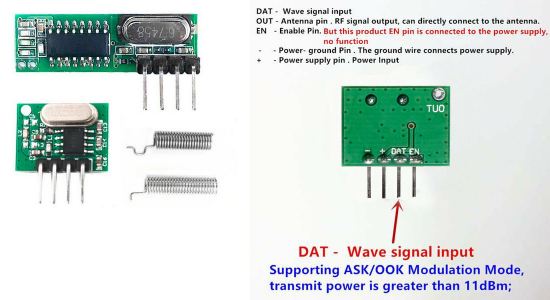 DAT - Wave signal input
OUT - Antenna pin . RF signal output, can directly connect to the antenna.
EN - Enable Pin. But this product EN pin is connected to the power supply,
no function
- - Power- ground Pin . The ground wire connects power supply.
+ - Power supply pin . Power Input
67458
TUO
- + DAT EN
DAT - Wave signal input
Supporting ASK/OOK Modulation Mode,
transmit power is greater than 11dBm;